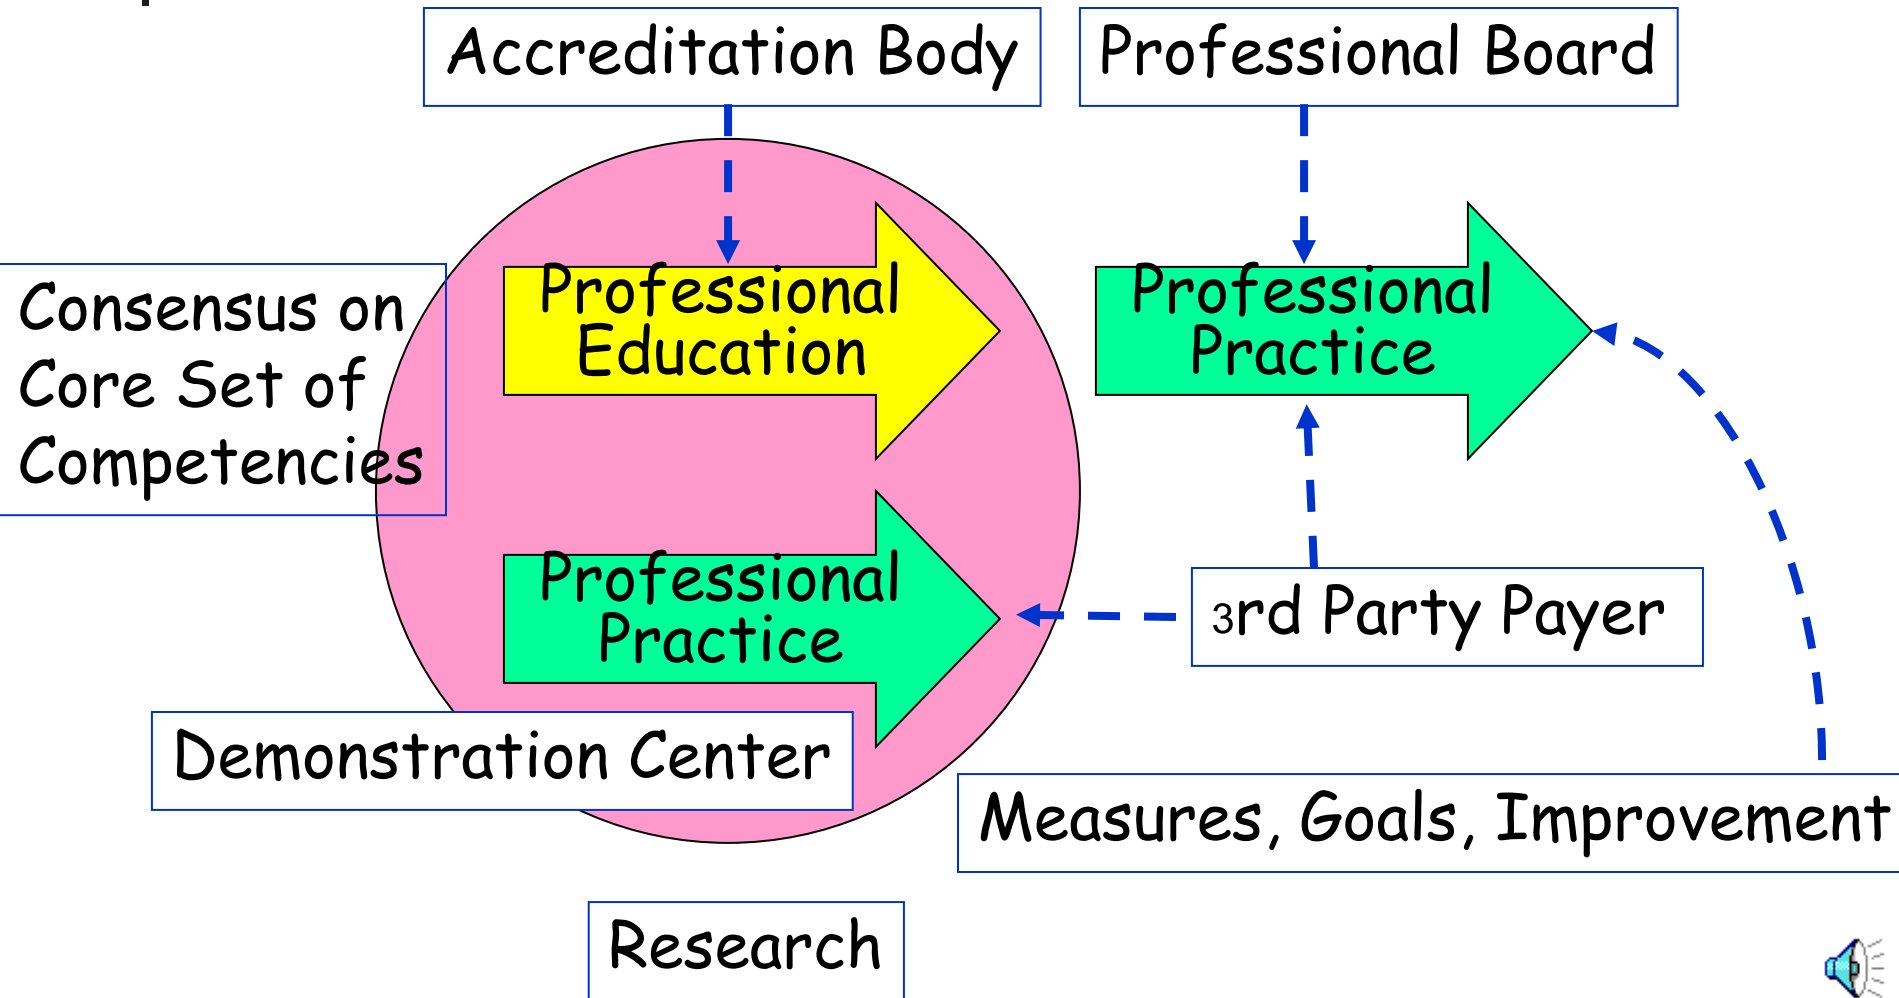 Accreditation Body
Professional Board
Consensus on
Core Set of
Competencies
Professional
Education
Professional
Practice
Professional
Practice
3rd Party Payer
Demonstration Center
Measures, Goals, Improvement
Research